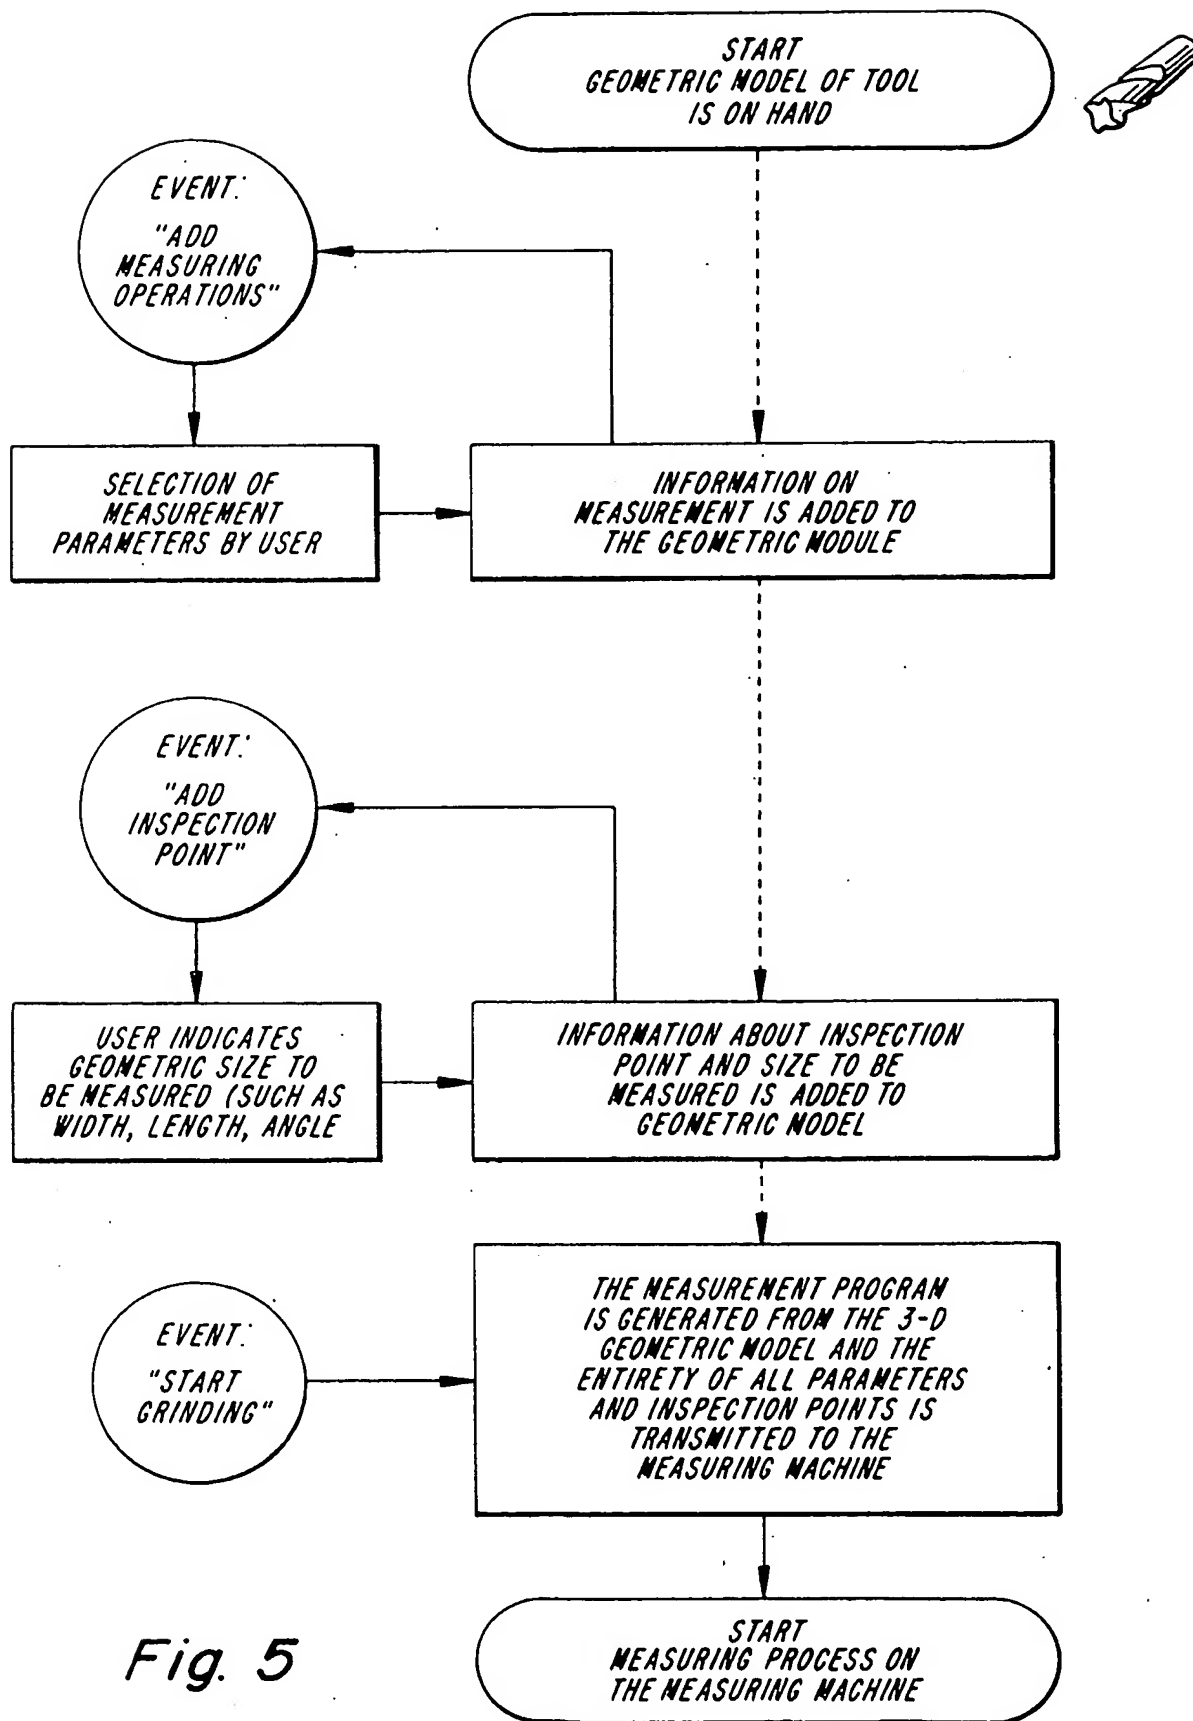 START
GEOMETRIC MODEL OF TOOL
IS ON HAND
EVENT:
"ADD
MEASURING
OPERATIONS"
SELECTION OF
MEASUREMENT
PARAMETERS BY USER
INFORMATION ON
MEASUREMENT IS ADDED TO
THE GEOMETRIC MODULE
EVENT:
"ADD
INSPECTION
POINT"
USER INDICATES
GEOMETRIC SIZE TO
BE MEASURED (SUCH AS
WIDTH, LENGTH, ANGLE
INFORMATION ABOUT INSPECTION
POINT AND SIZE TO BE
MEASURED IS ADDED TO
GEOMETRIC MODEL
EVENT:
"START
GRINDING"
THE MEASUREMENT PROGRAM
IS GENERATED FROM THE 3-D
GEOMETRIC MODEL AND THE
ENTIRETY OF ALL PARAMETERS
AND INSPECTION POINTS IS
TRANSMITTED TO THE
MEASURING MACHINE
START
MEASURING PROCESS ON
THE MEASURING MACHINE
Fig. 5